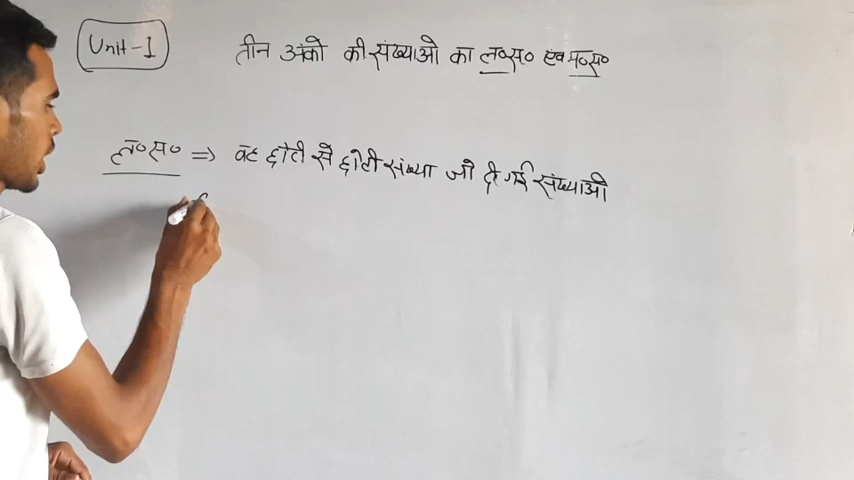 Unit-1
तीन अंको की संख्याओ का ल०स० एवं म०स०
ल०स० ⇒ वह छोटी से छोटी संख्या जो दी गई संख्याओ